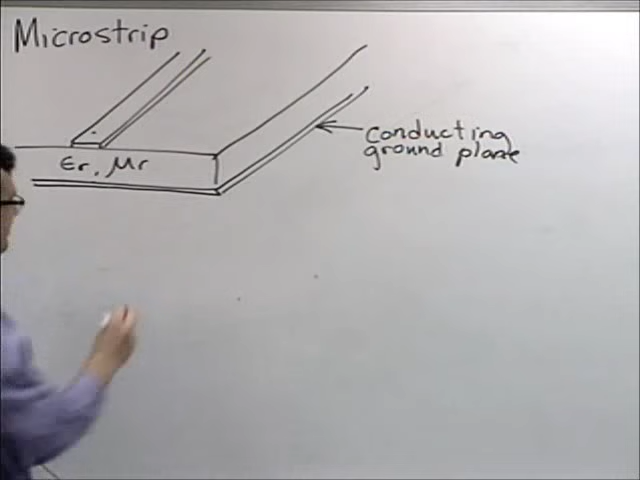 Microstrip
conducting
ground plane
εr, μr